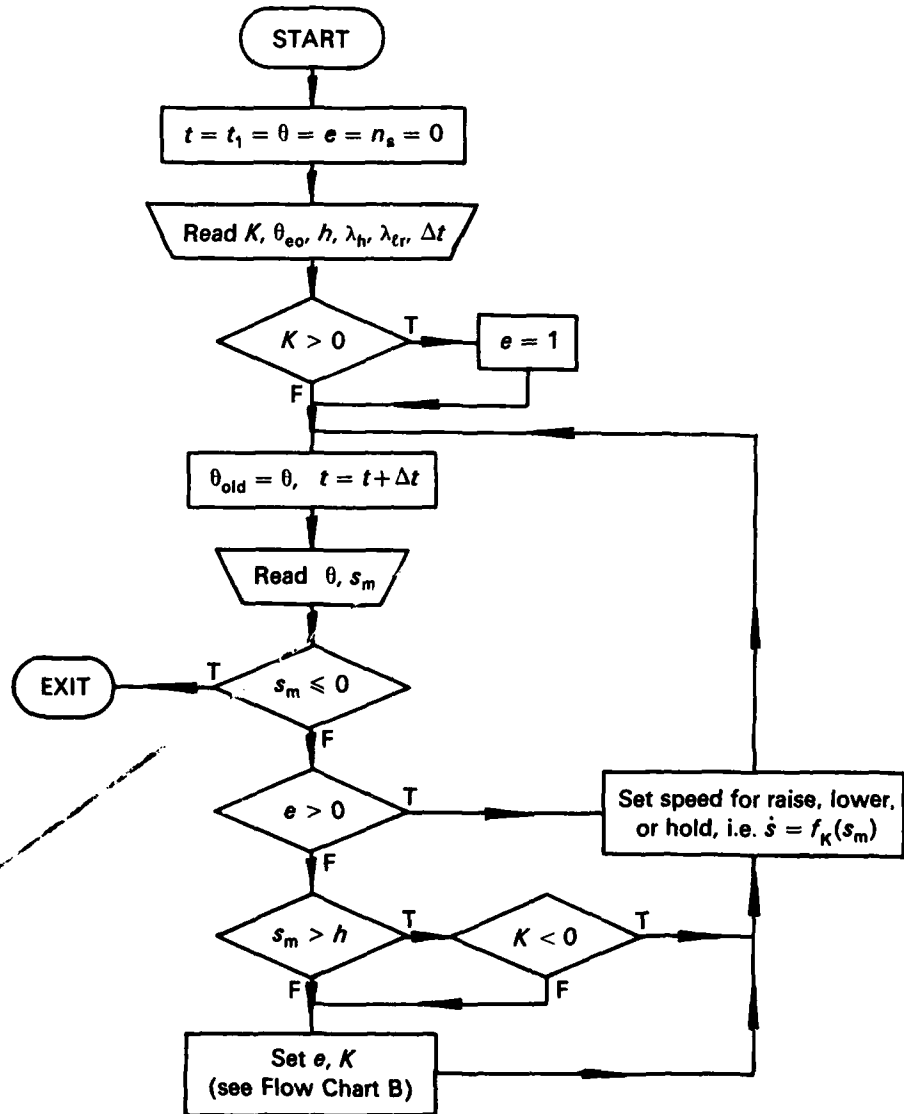 START
t = t₁ = θ = e = nₛ = 0
Read K, θₑₒ, h, λₕ, λℓᵣ, Δt
K > 0
T
e = 1
F
θold = θ, t = t + Δt
Read θ, sₘ
EXIT
T
sₘ ⩽ 0
F
e > 0
T
Set speed for raise, lower,
or hold, i.e. ṡ = fK(sₘ)
F
sₘ > h
T
K < 0
T
F
F
Set e, K
(see Flow Chart B)